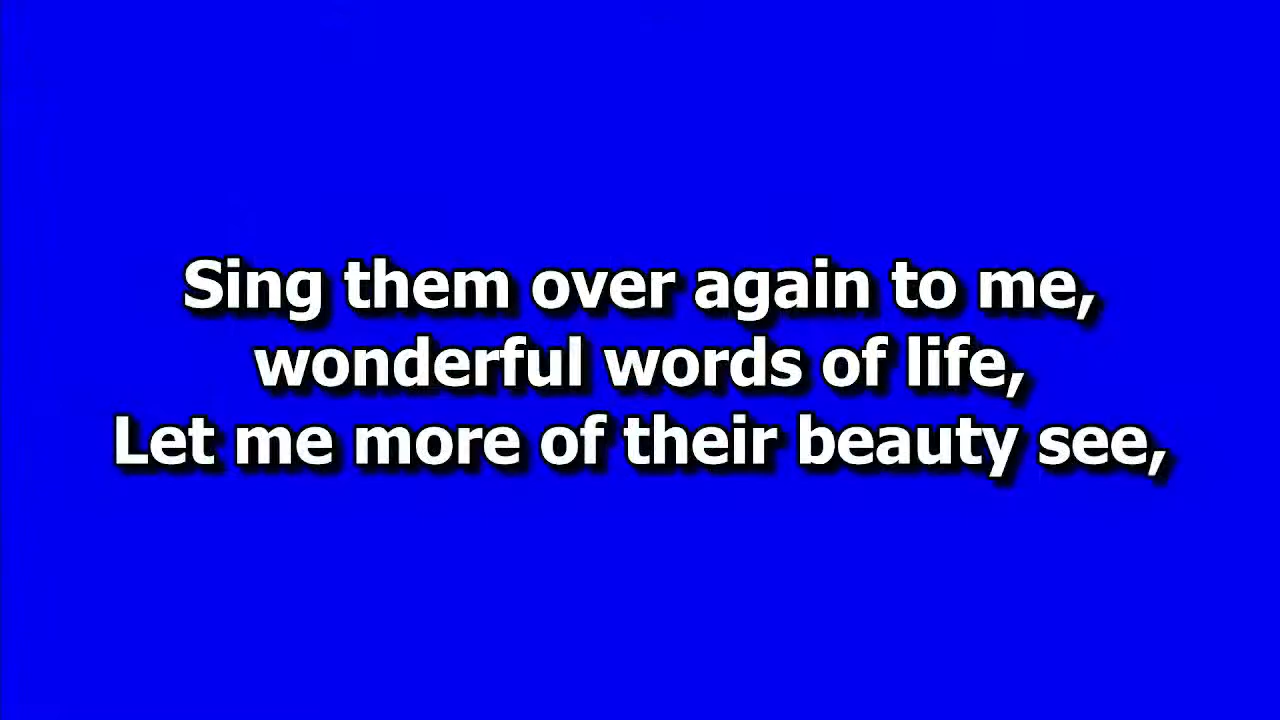 Sing them over again to me,
wonderful words of life,
Let me more of their beauty see,